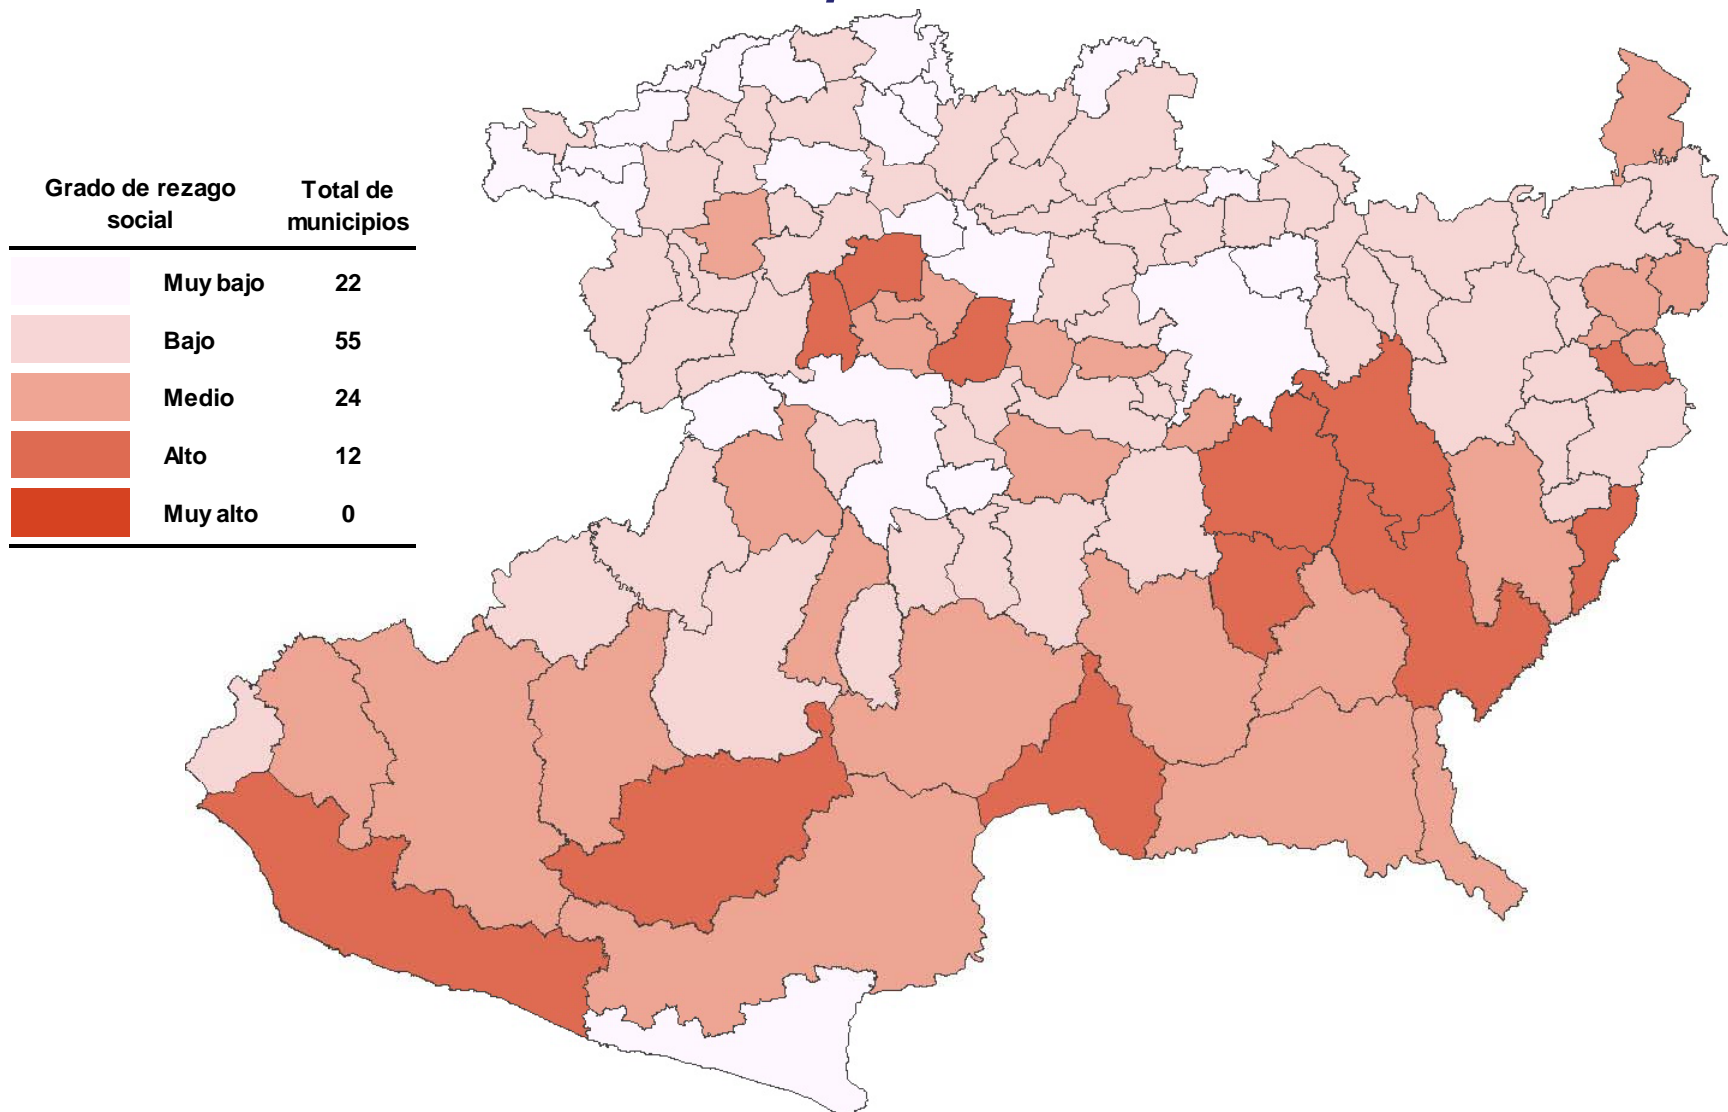 Grado de rezago social
Total de municipios
Muy bajo 22
Bajo 55
Medio 24
Alto 12
Muy alto 0